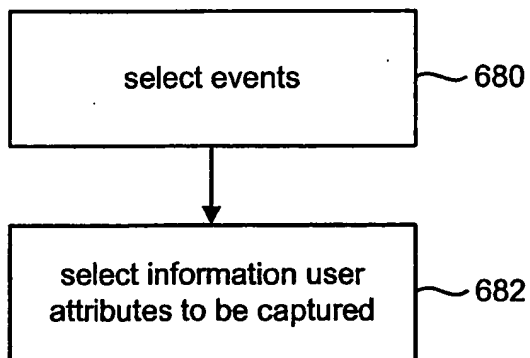 select events
680
select information user
attributes to be captured
682